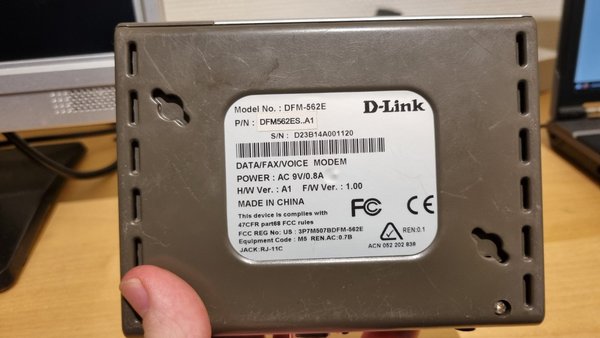 Model No. : DFM-562E
D-Link
P/N : DFM562ES..A1
S/N : D23B14A001120
DATA/FAX/VOICE MODEM
POWER : AC 9V/0.8A
H/W Ver. : A1 F/W Ver. : 1.00
MADE IN CHINA
This device is complies with
47CFR part68 FCC rules
FCC REG No: US : 3P7M507BDFM-562E
Equipment Code : M5 REN.AC:0.7B
JACK:RJ-11C
FC CE
REN:0.1
ACN 052 202 838